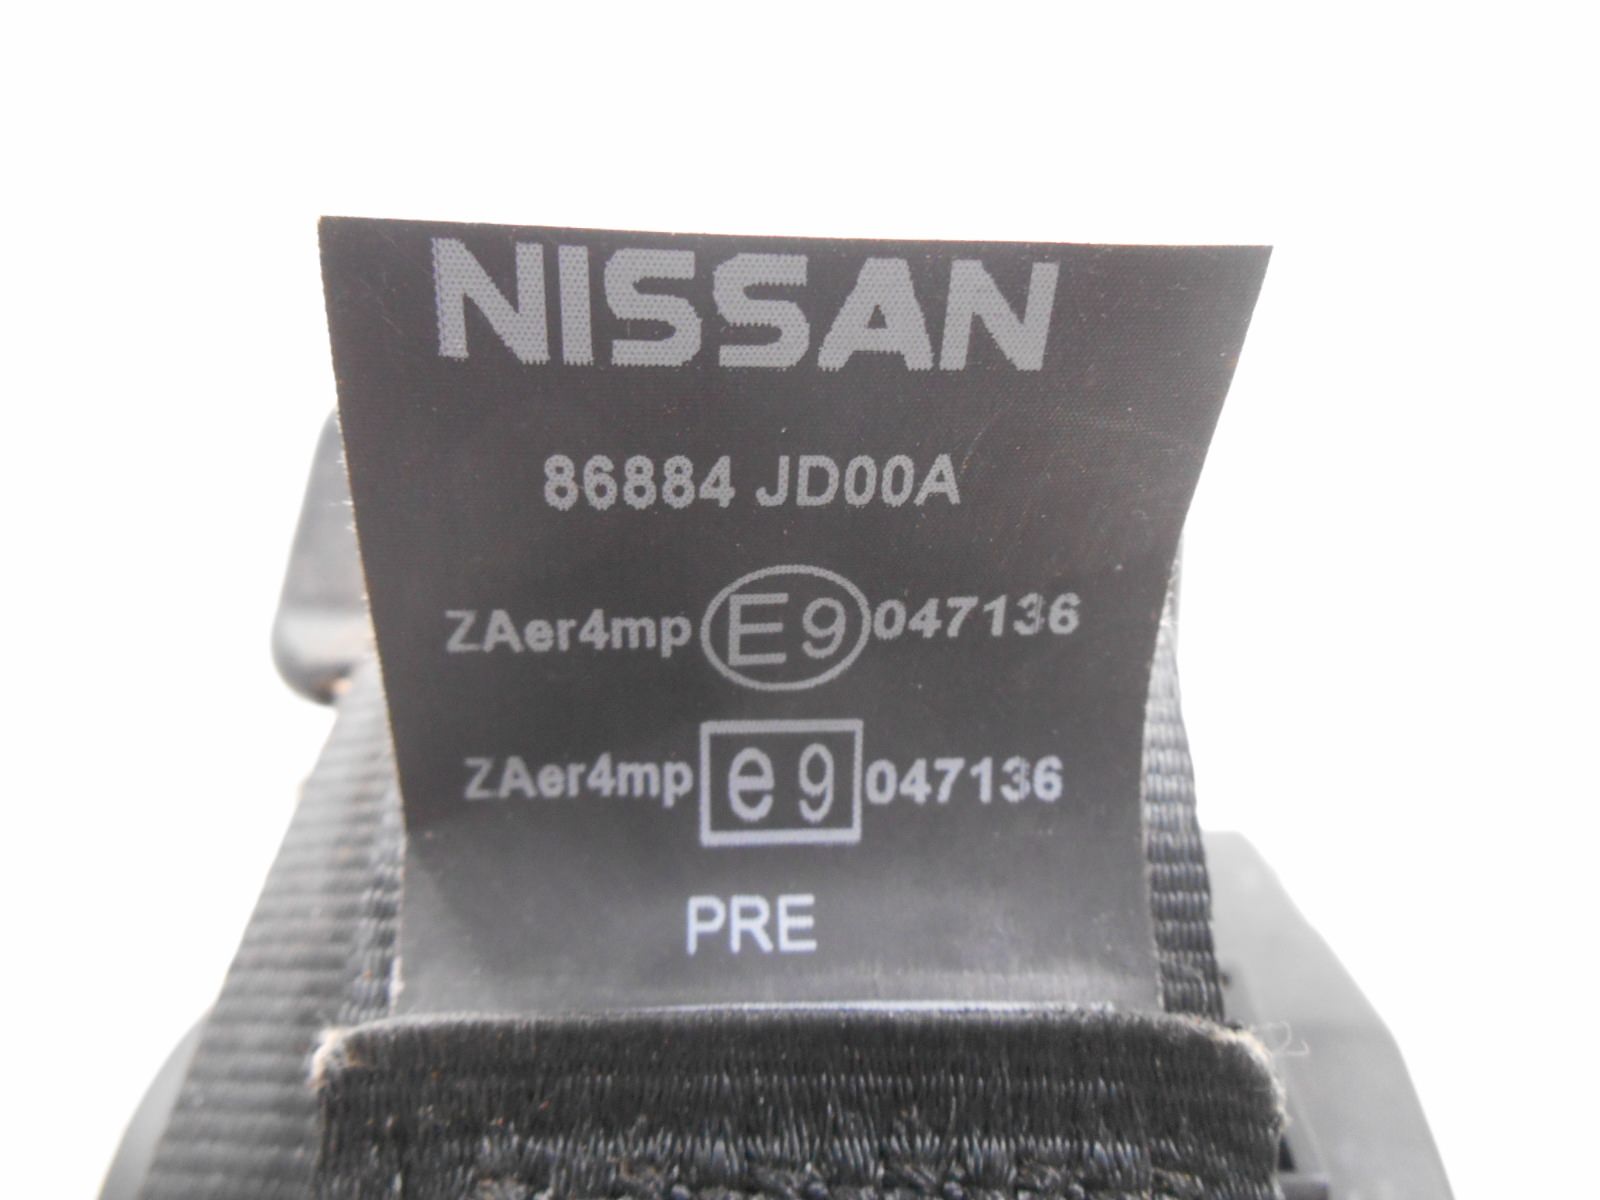 NISSAN
86884 JD00A
ZAer4mp E9 047136
ZAer4mp e9 047136
PRE